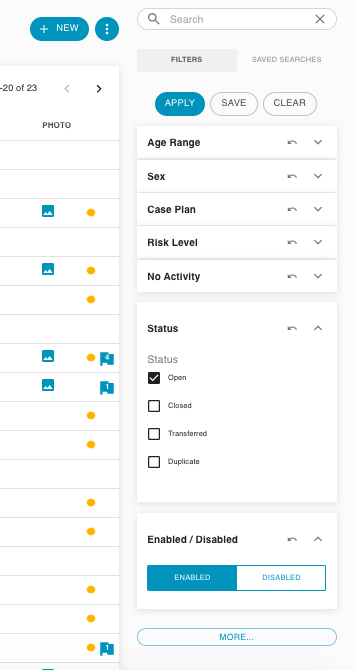 + NEW
Search
FILTERS
SAVED SEARCHES
-20 of 23
PHOTO
APPLY
SAVE
CLEAR
Age Range
Sex
Case Plan
Risk Level
No Activity
Status
Status
Open
Closed
Transferred
Duplicate
4
1
Enabled / Disabled
ENABLED
DISABLED
MORE...
1